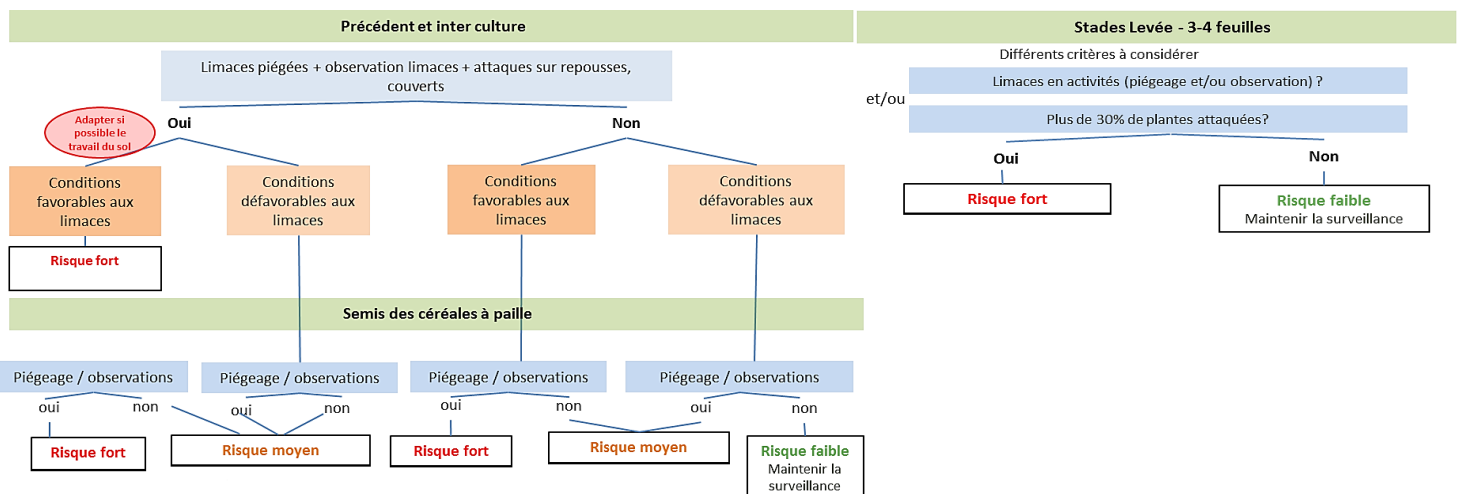 Précédent et inter culture
Limaces piégées + observation limaces + attaques sur repousses,
couverts
Adapter si
possible le
travail du sol
Oui
Non
Conditions
favorables aux
limaces
Conditions
défavorables aux
limaces
Conditions
favorables aux
limaces
Conditions
défavorables aux
limaces
Risque fort
Semis des céréales à paille
Piégeage / observations
Piégeage / observations
Piégeage / observations
Piégeage / observations
oui
non
oui
non
oui
non
oui
non
Risque fort
Risque moyen
Risque fort
Risque moyen
Risque faible
Maintenir la
surveillance
Stades Levée - 3-4 feuilles
Différents critères à considérer
Limaces en activités (piégeage et/ou observation) ?
et/ou
Plus de 30% de plantes attaquées?
Oui
Non
Risque fort
Risque faible
Maintenir la surveillance